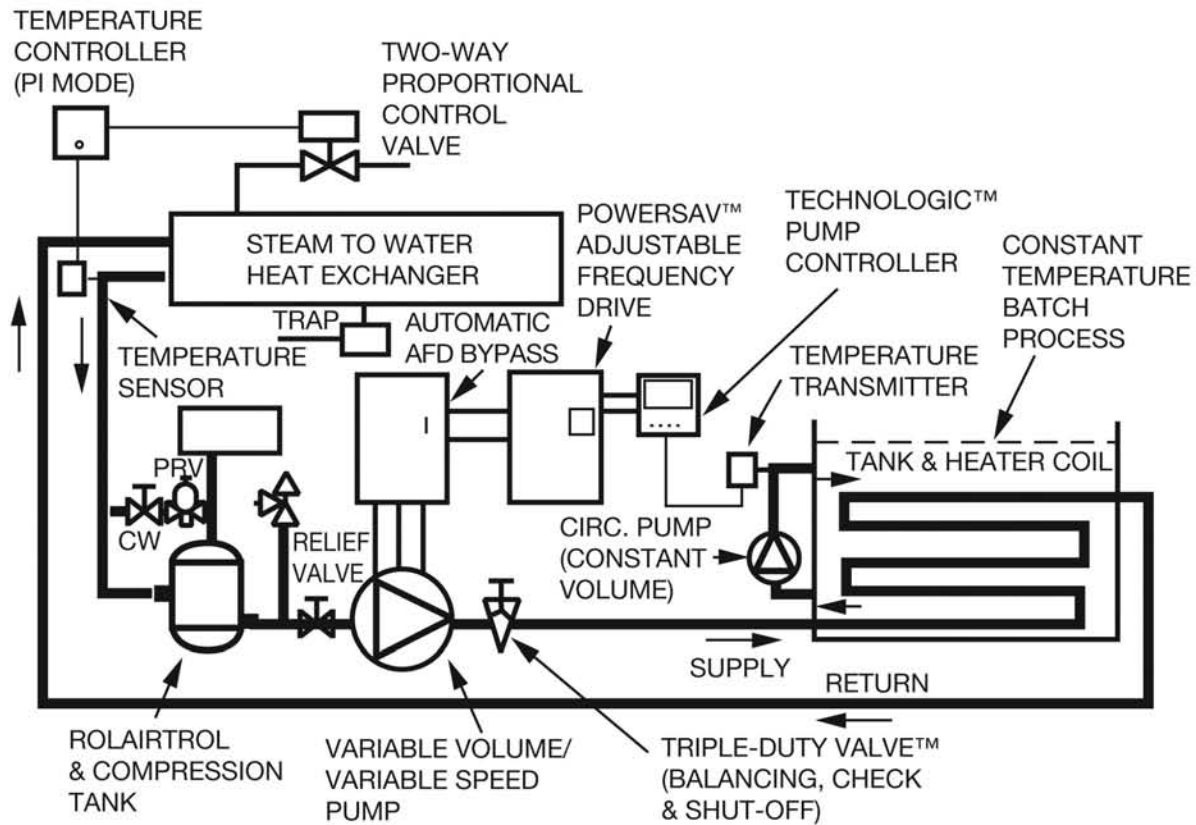 TEMPERATURE
CONTROLLER
(PI MODE)
TWO-WAY
PROPORTIONAL
CONTROL
VALVE
STEAM TO WATER
HEAT EXCHANGER
POWERSAV™
ADJUSTABLE
FREQUENCY
DRIVE
TECHNOLOGIC™
PUMP
CONTROLLER
CONSTANT
TEMPERATURE
BATCH
PROCESS
TRAP
AUTOMATIC
AFD BYPASS
TEMPERATURE
SENSOR
TEMPERATURE
TRANSMITTER
TANK & HEATER COIL
PRV
CW
RELIEF
VALVE
CIRC. PUMP
(CONSTANT
VOLUME)
SUPPLY
RETURN
ROLAIRTROL
& COMPRESSION
TANK
VARIABLE VOLUME/
VARIABLE SPEED
PUMP
TRIPLE-DUTY VALVE™
(BALANCING, CHECK
& SHUT-OFF)